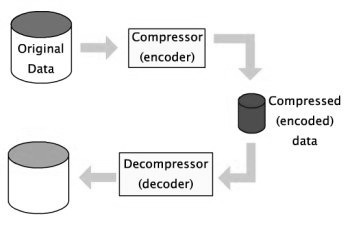 Original
Data
Compressor
(encoder)
Compressed
(encoded)
data
Decompressor
(decoder)